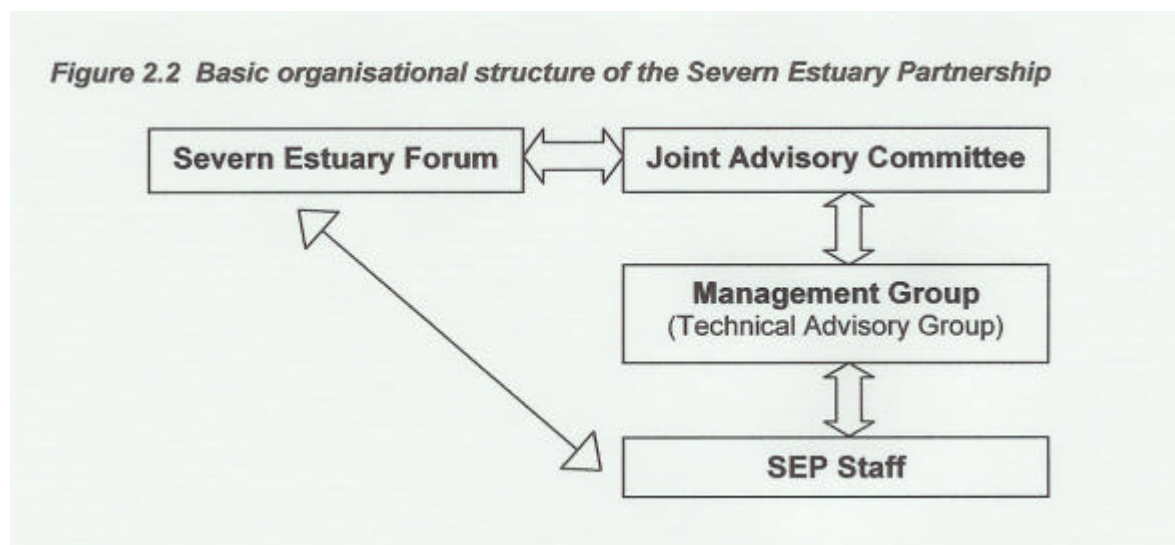 Figure 2.2 Basic organisational structure of the Severn Estuary Partnership
Severn Estuary Forum
Joint Advisory Committee
Management Group
(Technical Advisory Group)
SEP Staff